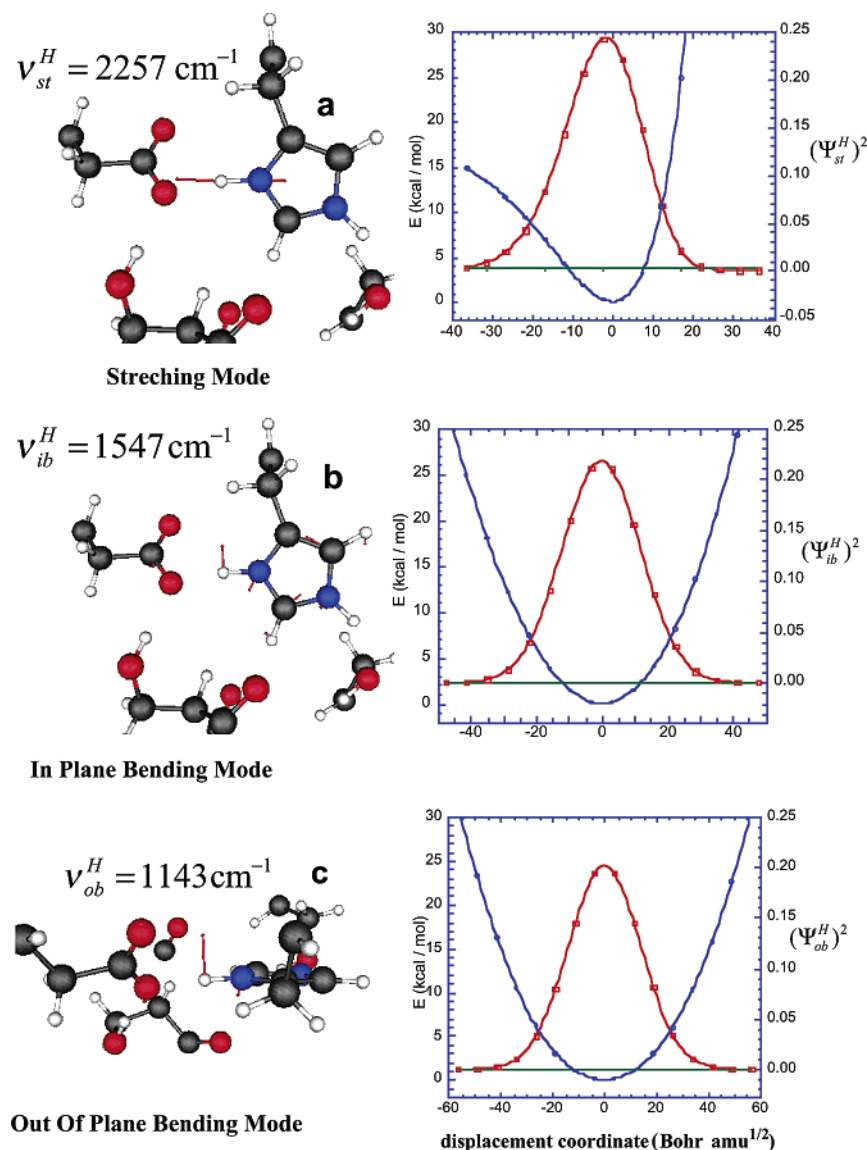 ν_st^H = 2257 cm⁻¹
a
30
25
20
15
10
5
0
E (kcal / mol)
0.25
0.20
0.15
0.10
0.05
0.00
-0.05
(Ψ_st^H)²
-40 -30 -20 -10 0 10 20 30 40
Streching Mode
ν_ib^H = 1547 cm⁻¹
b
30
25
20
15
10
5
0
E (kcal / mol)
0.25
0.20
0.15
0.10
0.05
0.00
(Ψ_ib^H)²
-40 -20 0 20 40
In Plane Bending Mode
ν_ob^H = 1143 cm⁻¹
c
30
25
20
15
10
5
0
E (kcal / mol)
0.25
0.20
0.15
0.10
0.05
0.00
(Ψ_ob^H)²
-60 -40 -20 0 20 40 60
Out Of Plane Bending Mode
displacement coordinate (Bohr amu^1/2)